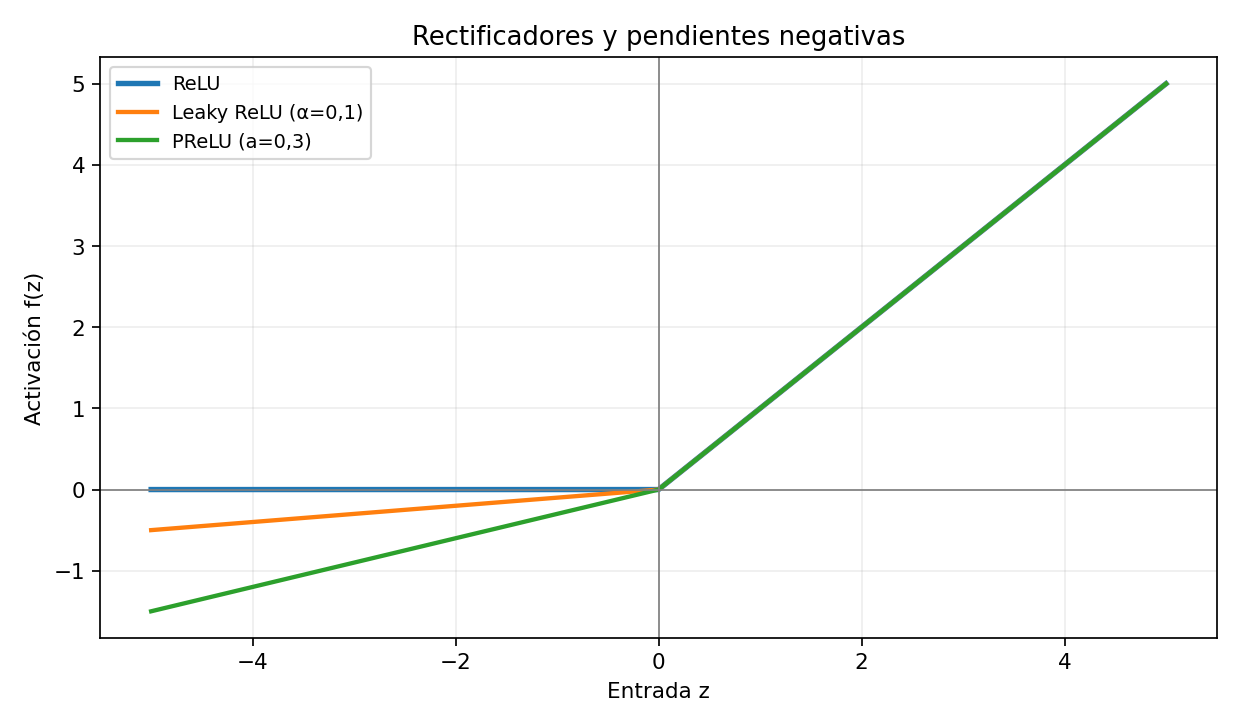 Rectificadores y pendientes negativas
ReLU
Leaky ReLU (α=0,1)
PReLU (a=0,3)
Activación f(z)
5
4
3
2
1
0
−1
−4
−2
0
2
4
Entrada z